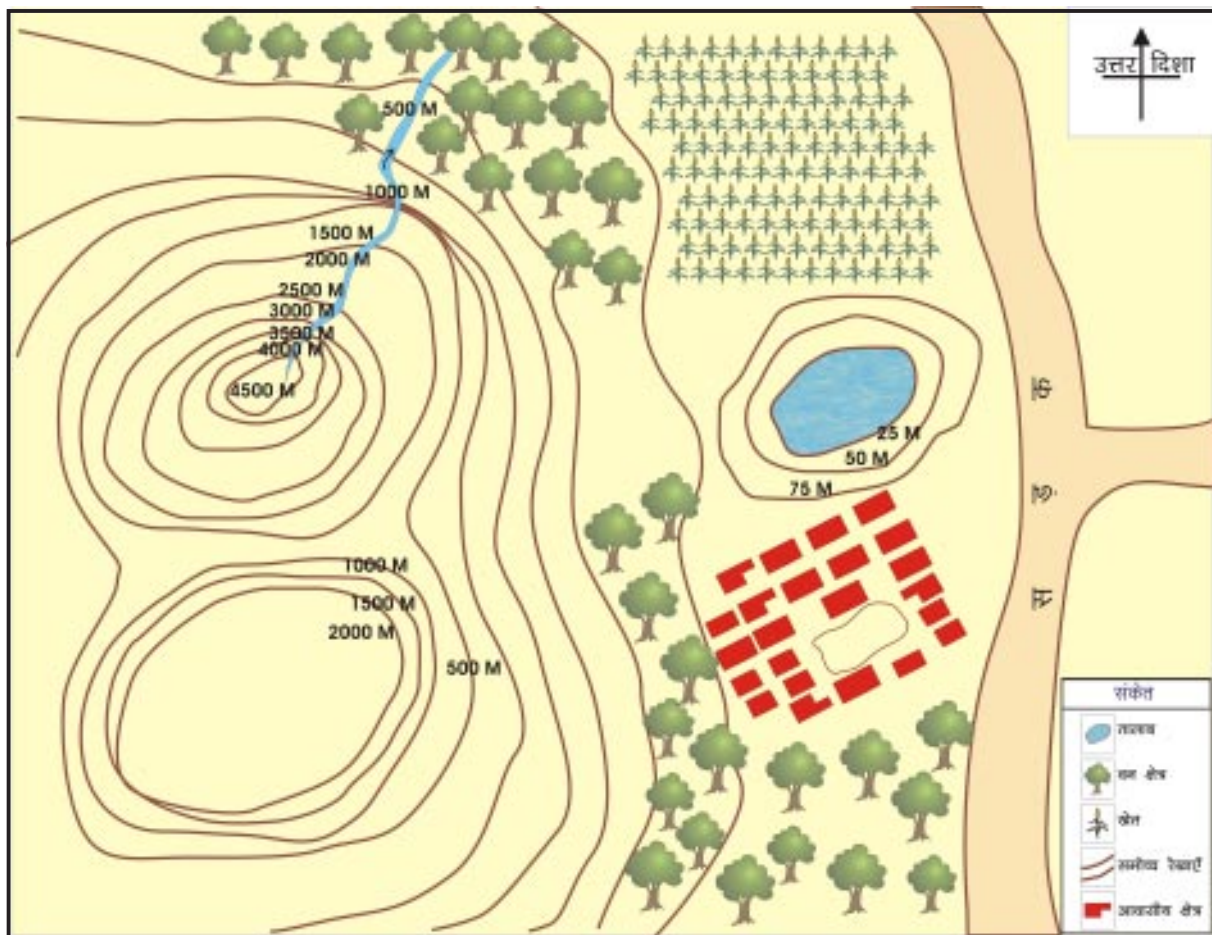 उत्तर दिशा
500 M
1000 M
1500 M
2000 M
2500 M
3000 M
3500 M
4000 M
4500 M
25 M
50 M
75 M
सड़क
1000 M
1500 M
2000 M
500 M
संकेत
तालाब
वन क्षेत्र
खेत
समोच्च रेखाएँ
आवासीय क्षेत्र